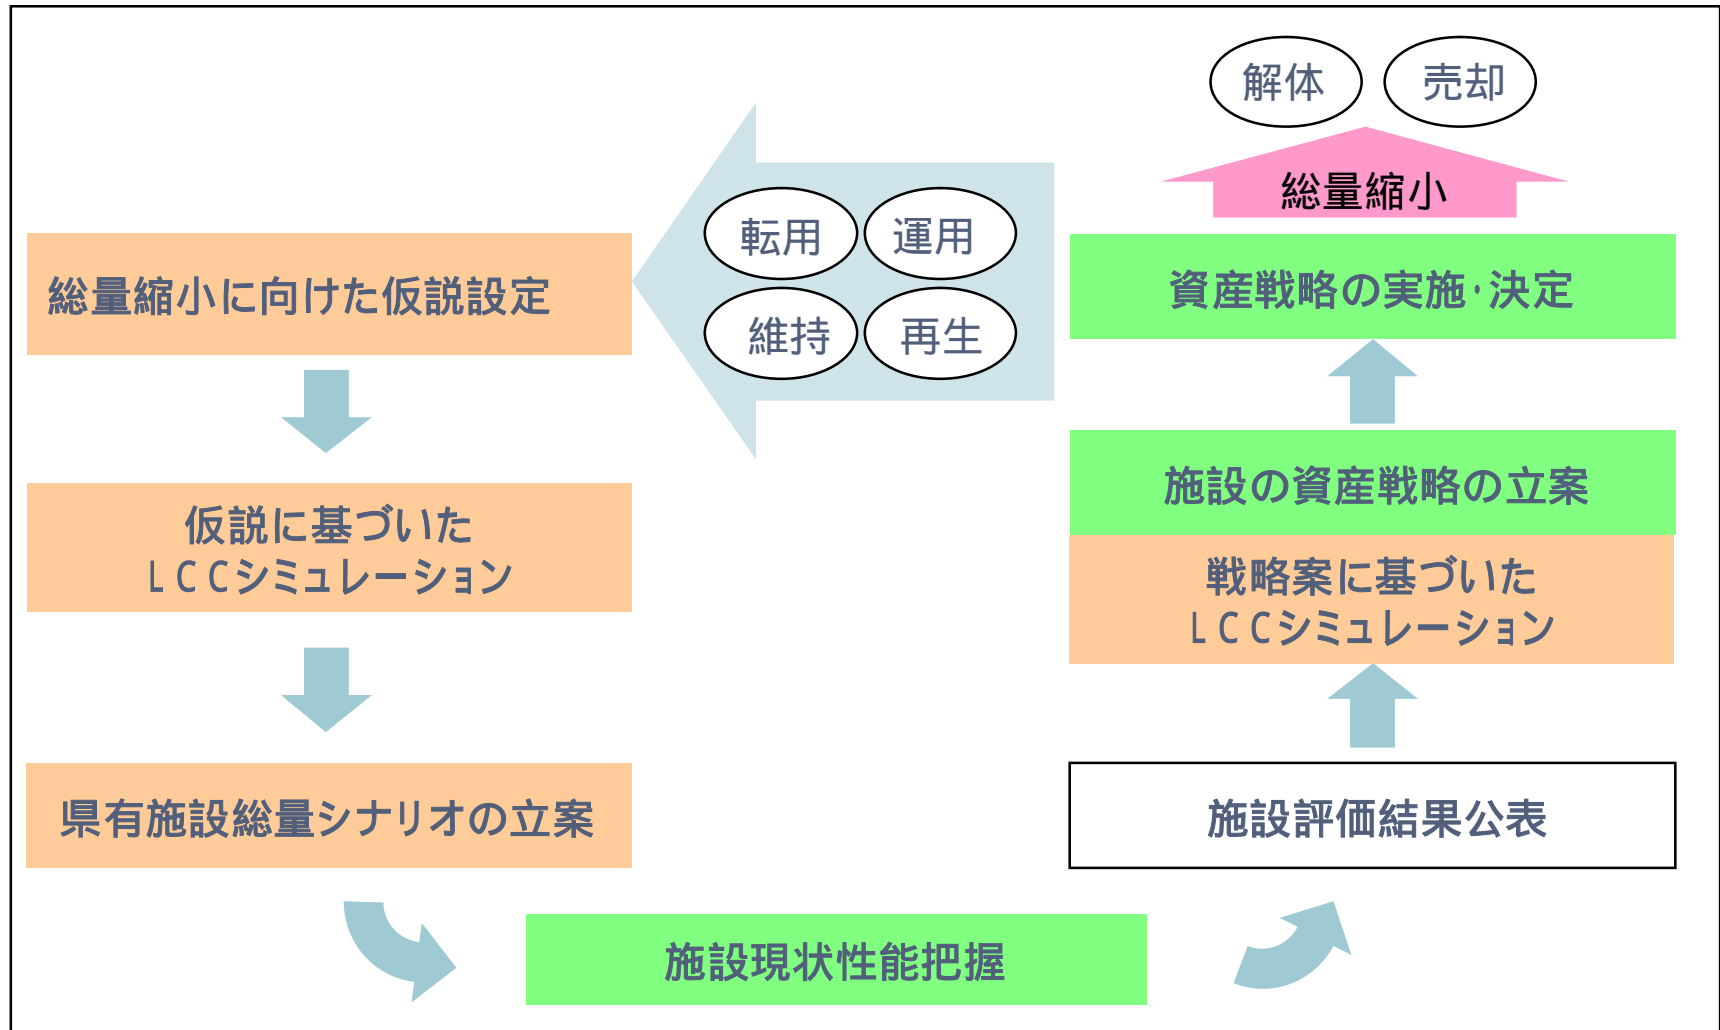 解体
売却
総量縮小
転用
運用
維持
再生
総量縮小に向けた仮説設定
資産戦略の実施･決定
仮説に基づいた
ＬＣＣシミュレーション
施設の資産戦略の立案
戦略案に基づいた
ＬＣＣシミュレーション
県有施設総量シナリオの立案
施設評価結果公表
施設現状性能把握